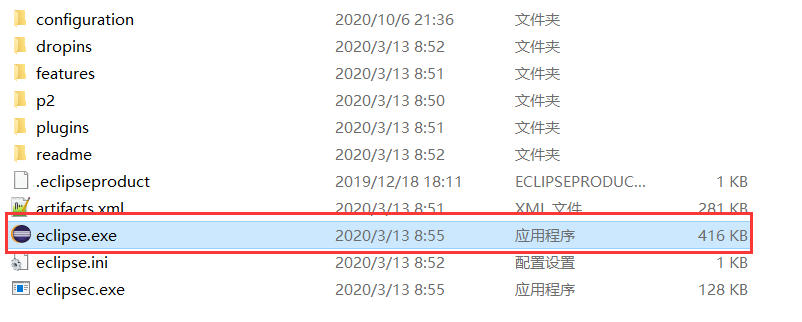 configuration 2020/10/6 21:36 文件夹
dropins 2020/3/13 8:52 文件夹
features 2020/3/13 8:51 文件夹
p2 2020/3/13 8:50 文件夹
plugins 2020/3/13 8:51 文件夹
readme 2020/3/13 8:52 文件夹
.eclipseproduct 2019/12/18 18:11 ECLIPSEPRODUC... 1 KB
artifacts.xml 2020/3/13 8:51 XML 文件 281 KB
eclipse.exe 2020/3/13 8:55 应用程序 416 KB
eclipse.ini 2020/3/13 8:52 配置设置 1 KB
eclipsec.exe 2020/3/13 8:55 应用程序 128 KB